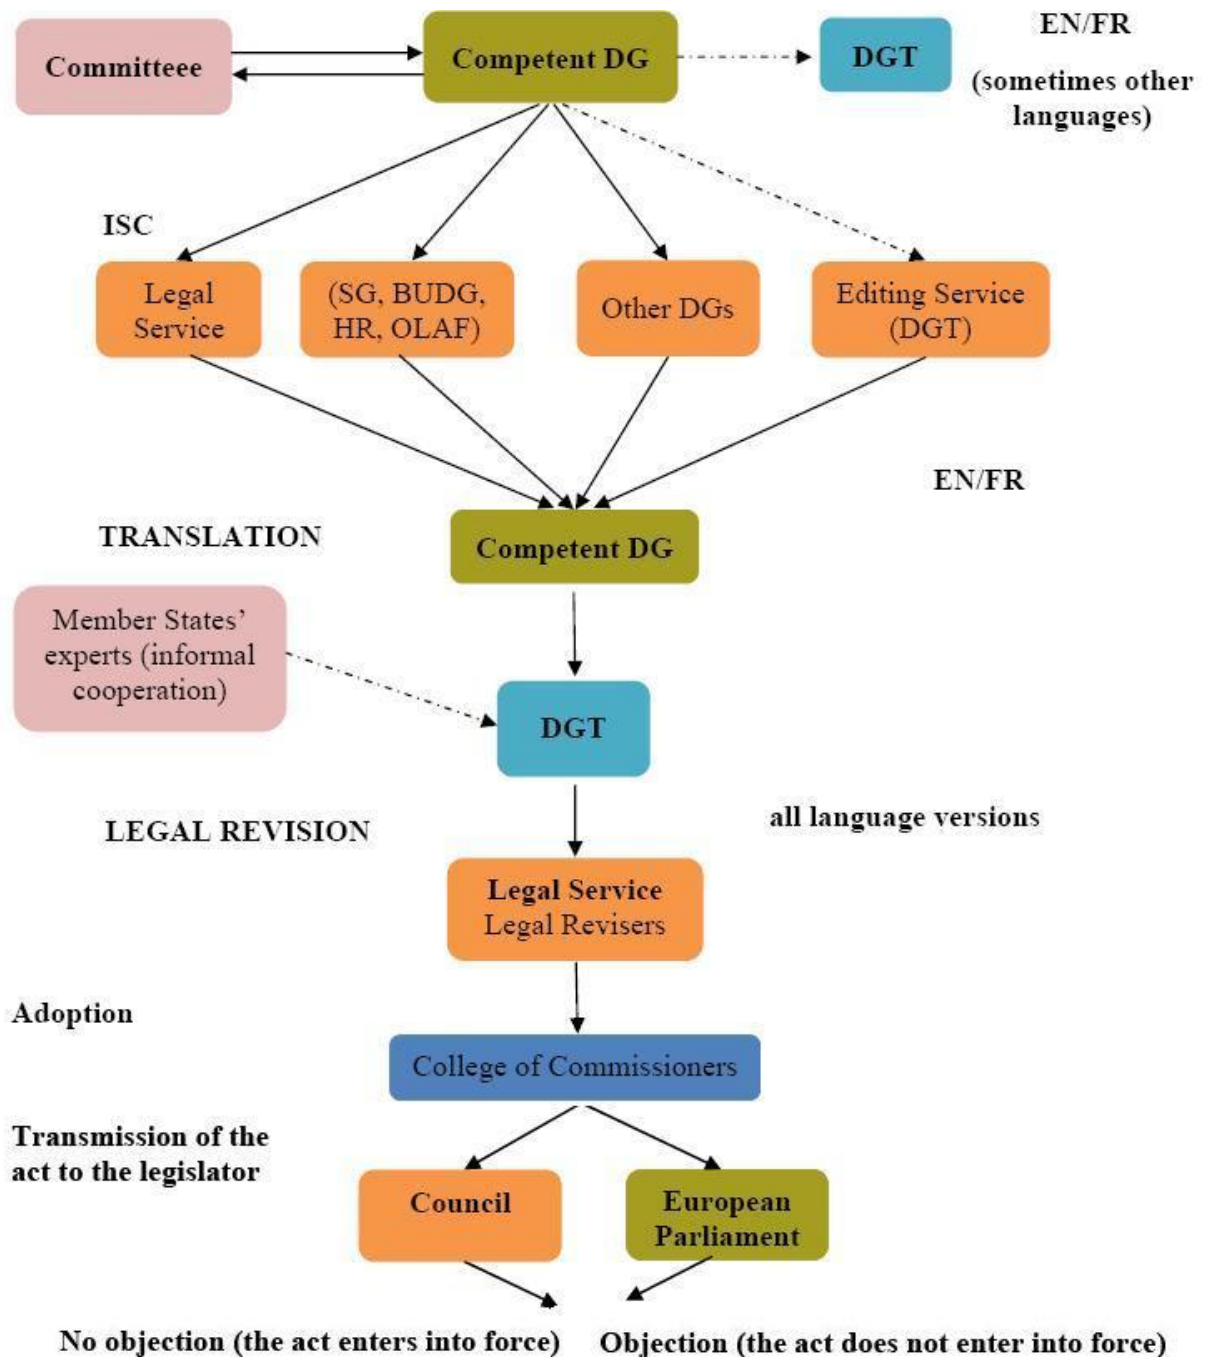 Committeee
Competent DG
DGT
EN/FR
(sometimes other
languages)
ISC
Legal
Service
(SG, BUDG,
HR, OLAF)
Other DGs
Editing Service
(DGT)
EN/FR
TRANSLATION
Competent DG
Member States’
experts (informal
cooperation)
DGT
LEGAL REVISION
all language versions
Legal Service
Legal Revisers
Adoption
College of Commissioners
Transmission of the
act to the legislator
Council
European
Parliament
No objection (the act enters into force)
Objection (the act does not enter into force)